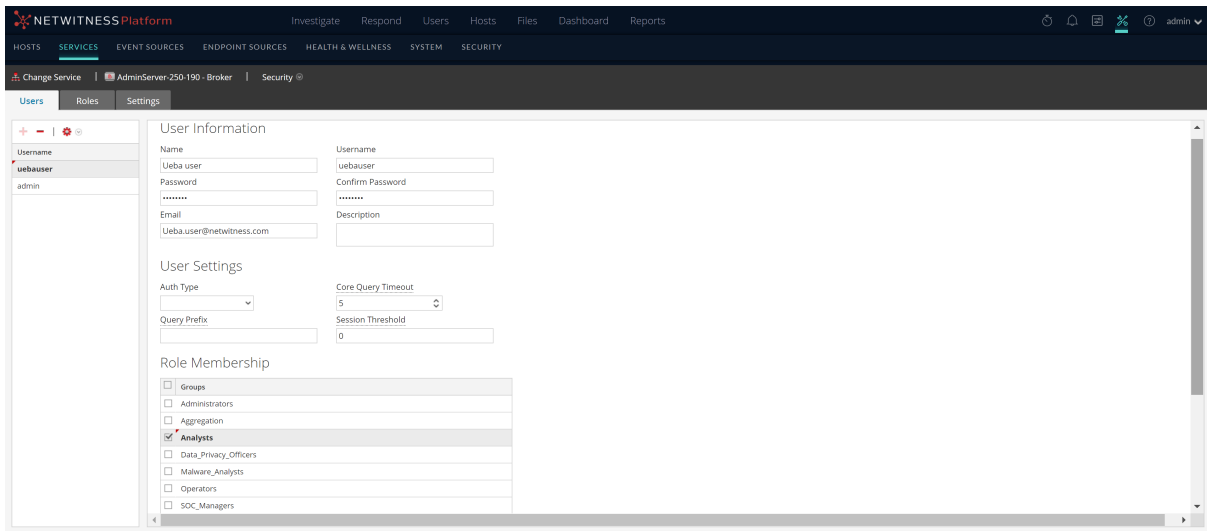 NETWITNESS Platform Investigate Respond Users Hosts Files Dashboard Reports admin
HOSTS SERVICES EVENT SOURCES ENDPOINT SOURCES HEALTH & WELLNESS SYSTEM SECURITY
Change Service | AdminServer-250-190 - Broker | Security
Users Roles Settings
Username
uebauser
admin
User Information
Name Username
Ueba user uebauser
Password Confirm Password
•••••••• ••••••••
Email Description
Ueba.user@netwitness.com
User Settings
Auth Type Core Query Timeout
5
Query Prefix Session Threshold
0
Role Membership
Groups
Administrators
Aggregation
Analysts
Data_Privacy_Officers
Malware_Analysts
Operators
SOC_Managers